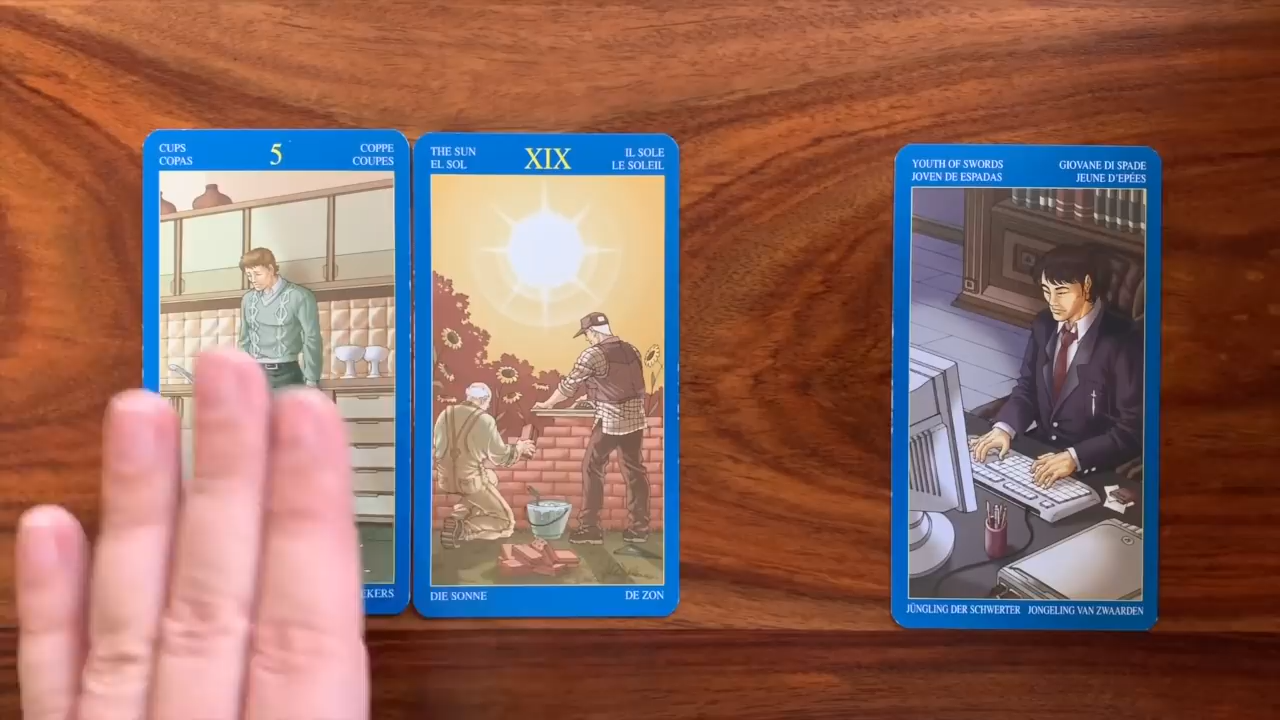 CUPS
COPAS
5
COPPE
COUPES
EKERS
THE SUN
EL SOL
XIX
IL SOLE
LE SOLEIL
DIE SONNE
DE ZON
YOUTH OF SWORDS
JOVEN DE ESPADAS
GIOVANE DI SPADE
JEUNE D'EPÉES
JÜNGLING DER SCHWERTER
JONGELING VAN ZWAARDEN